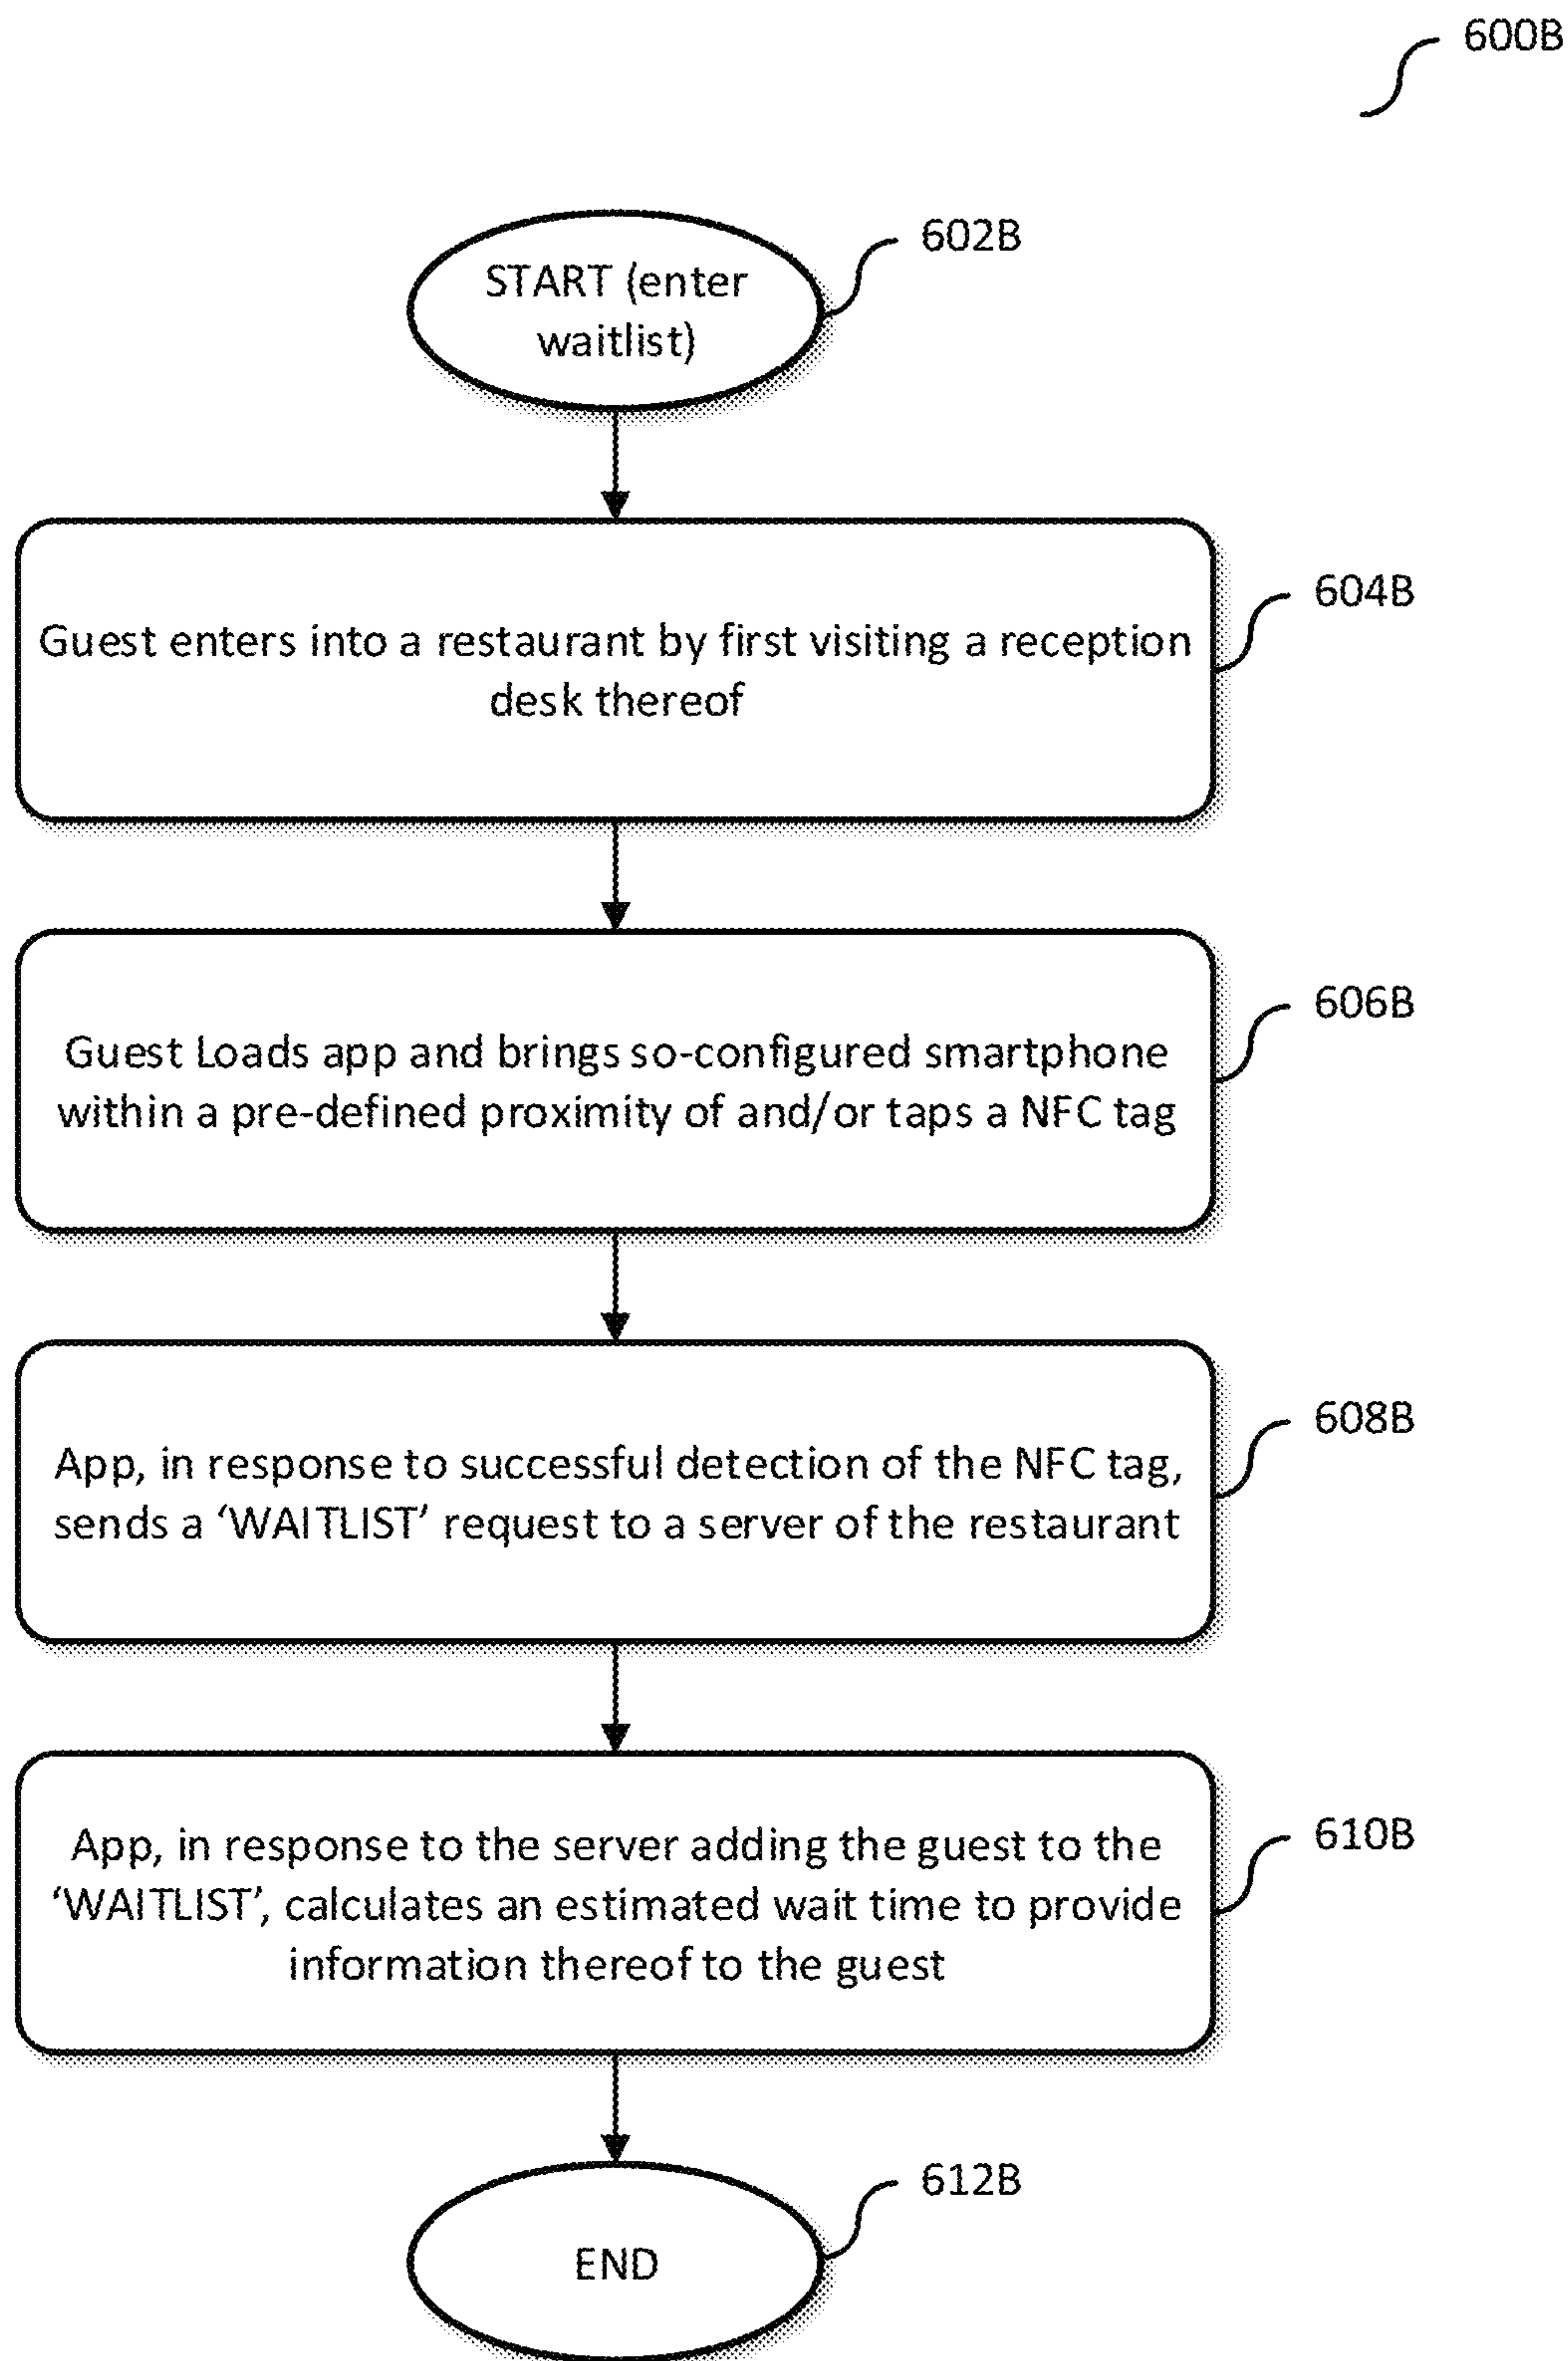 600B
602B
START (enter
waitlist)
604B
Guest enters into a restaurant by first visiting a reception
desk thereof
606B
Guest Loads app and brings so-configured smartphone
within a pre-defined proximity of and/or taps a NFC tag
608B
App, in response to successful detection of the NFC tag,
sends a ‘WAITLIST’ request to a server of the restaurant
610B
App, in response to the server adding the guest to the
‘WAITLIST’, calculates an estimated wait time to provide
information thereof to the guest
612B
END